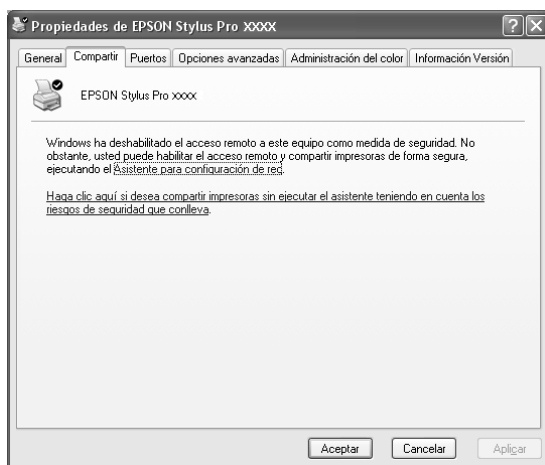 Propiedades de EPSON Stylus Pro XXXX
General Compartir Puertos Opciones avanzadas Administración del color Información Versión
EPSON Stylus Pro xxxx
Windows ha deshabilitado el acceso remoto a este equipo como medida de seguridad. No
obstante, usted puede habilitar el acceso remoto y compartir impresoras de forma segura,
ejecutando el Asistente para configuración de red.
Haga clic aquí si desea compartir impresoras sin ejecutar el asistente teniendo en cuenta los
riesgos de seguridad que conlleva.
Aceptar Cancelar Aplicar